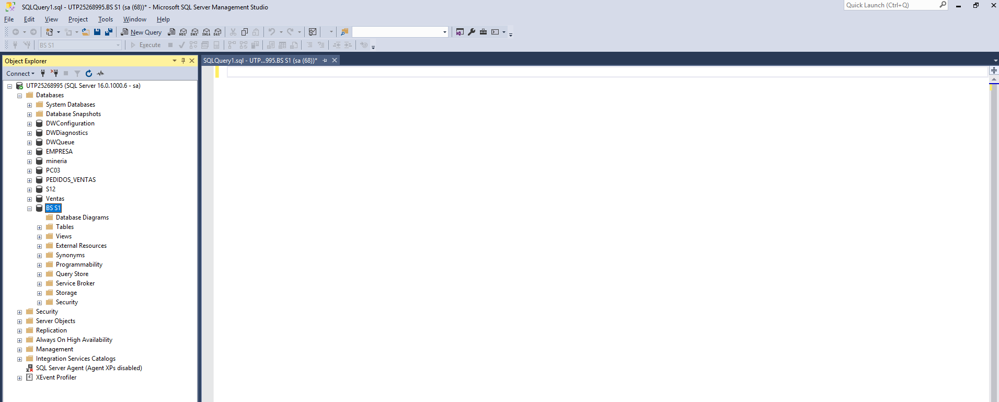 SQLQuery1.sql - UTP25268995.BS S1 (sa (68))* - Microsoft SQL Server Management Studio
Quick Launch (Ctrl+Q)
File Edit View Project Tools Window Help
New Query MDX DMX XMLA DAX
BS S1 Execute
Object Explorer
SQLQuery1.sql - UTP...995.BS S1 (sa (68))*
Connect
UTP25268995 (SQL Server 16.0.1000.6 - sa)
Databases
System Databases
Database Snapshots
DWConfiguration
DWDiagnostics
DWQueue
EMPRESA
mineria
PC03
PEDIDOS_VENTAS
S12
Ventas
BS S1
Database Diagrams
Tables
Views
External Resources
Synonyms
Programmability
Query Store
Service Broker
Storage
Security
Security
Server Objects
Replication
Always On High Availability
Management
Integration Services Catalogs
SQL Server Agent (Agent XPs disabled)
XEvent Profiler